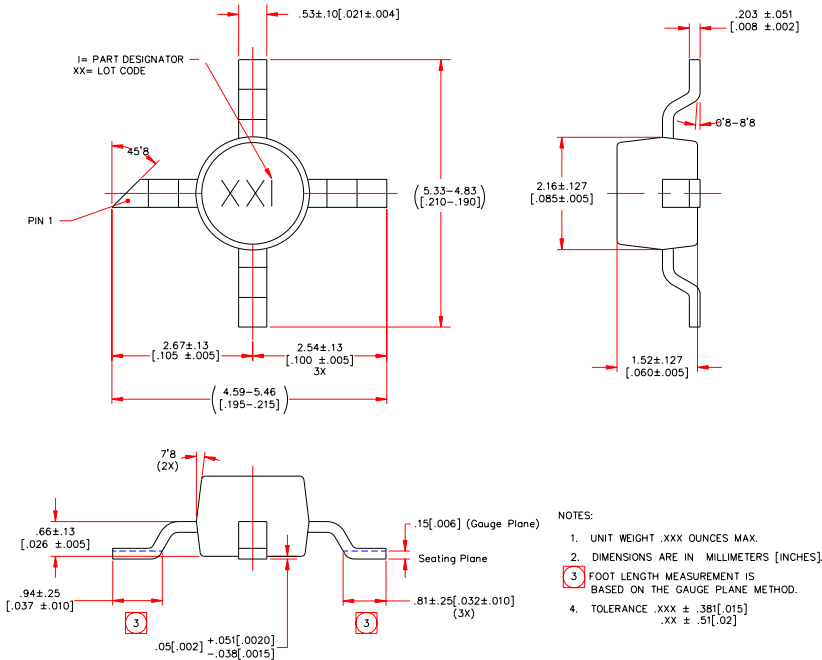 .53±.10[.021±.004]
.203 ±.051
[.008 ±.002]
I= PART DESIGNATOR
XX= LOT CODE
0°8-8°8
45°8
XXI
(5.33-4.83
[.210-.190])
2.16±.127
[.085±.005]
PIN 1
2.67±.13
[.105 ±.005]
2.54±.13
[.100 ±.005]
3X
1.52±.127
[.060±.005]
(4.59-5.46
[.195-.215])
7°8
(2X)
.66±.13
[.026 ±.005]
.15[.006] (Gauge Plane)
Seating Plane
.94±.25
[.037 ±.010]
.81±.25[.032±.010]
(3X)
3
3
.05[.002] +.051[.0020]
-.038[.0015]
NOTES:
1. UNIT WEIGHT .XXX OUNCES MAX.
2. DIMENSIONS ARE IN MILLIMETERS [INCHES].
3 FOOT LENGTH MEASUREMENT IS
BASED ON THE GAUGE PLANE METHOD.
4. TOLERANCE .XXX ± .381[.015]
.XX ± .51[.02]